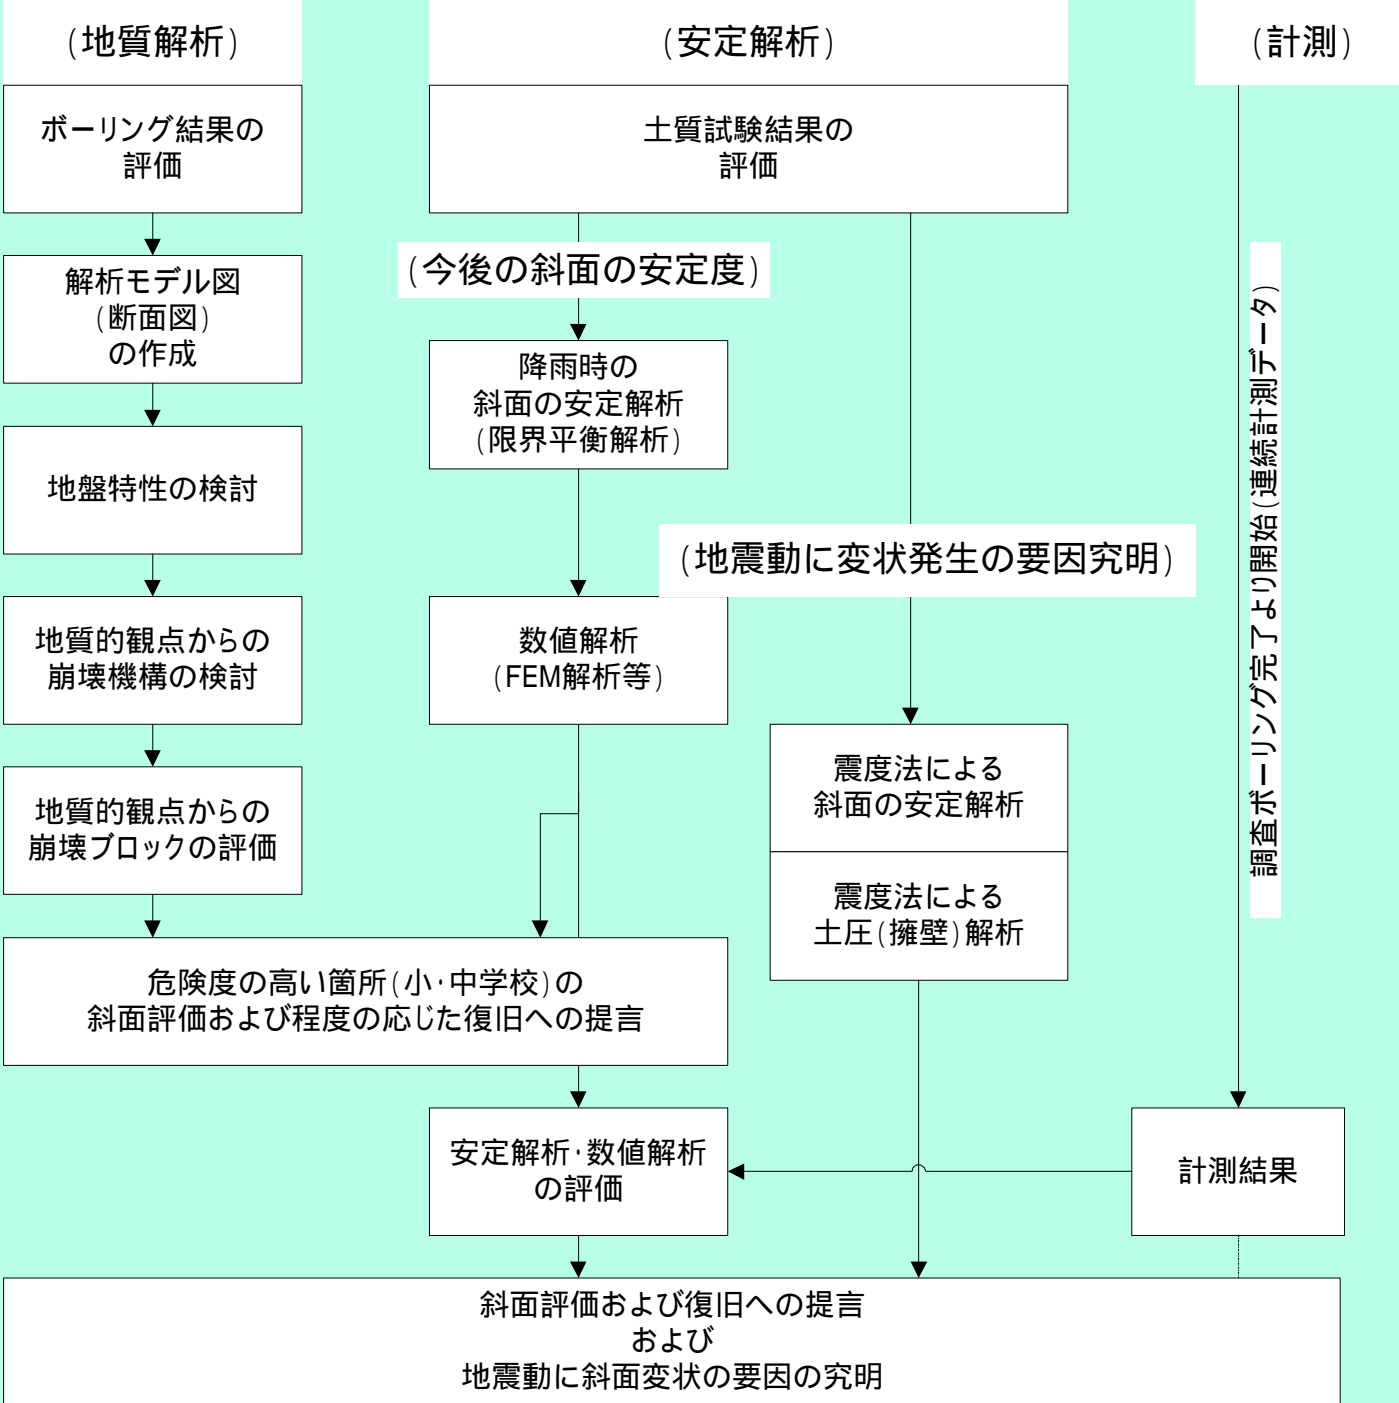 (地質解析)
(安定解析)
(計測)
ボーリング結果の
評価
土質試験結果の
評価
解析モデル図
(断面図)
の作成
(今後の斜面の安定度)
降雨時の
斜面の安定解析
(限界平衡解析)
地盤特性の検討
(地震動に変状発生の要因究明)
調査ボーリング完了より開始(連続計測データ)
地質的観点からの
崩壊機構の検討
数値解析
(FEM解析等)
地質的観点からの
崩壊ブロックの評価
震度法による
斜面の安定解析
震度法による
土圧(擁壁)解析
危険度の高い箇所(小・中学校)の
斜面評価および程度の応じた復旧への提言
安定解析・数値解析
の評価
計測結果
斜面評価および復旧への提言
および
地震動に斜面変状の要因の究明